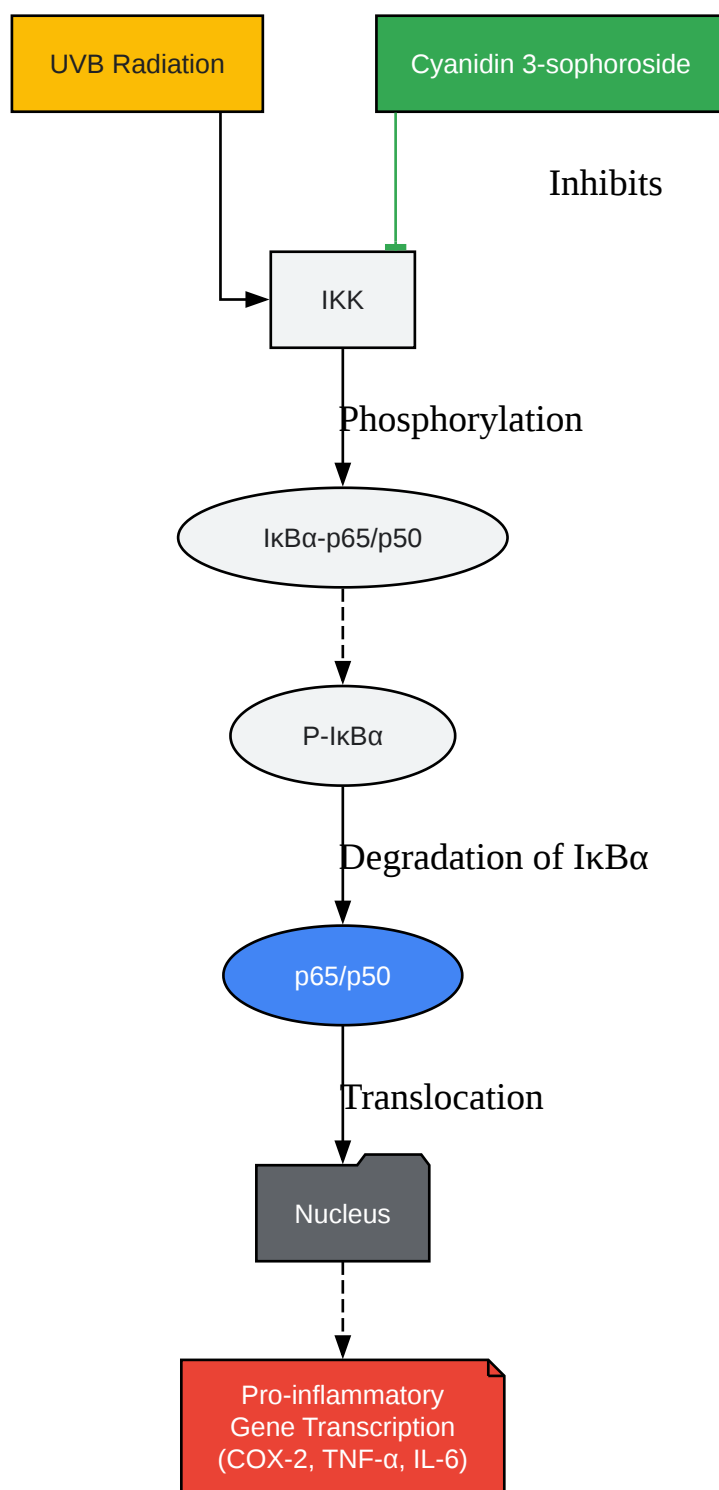 UVB Radiation
Cyanidin 3-sophoroside
Inhibits
IKK
Phosphorylation
IκBα-p65/p50
P-IκBα
Degradation of IκBα
p65/p50
Translocation
Nucleus
Pro-inflammatory
Gene Transcription
(COX-2, TNF-α, IL-6)